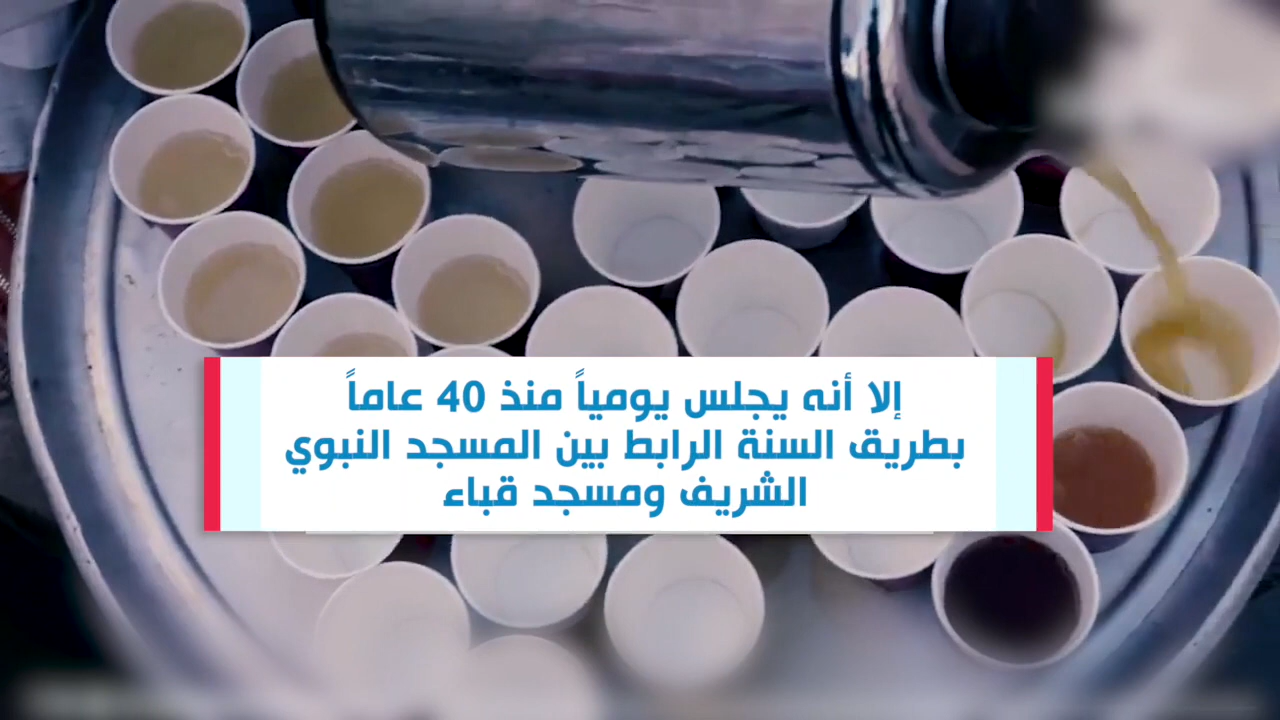 إلا أنه يجلس يومياً منذ 40 عاماً
بطريق السنة الرابط بين المسجد النبوي
الشريف ومسجد قباء